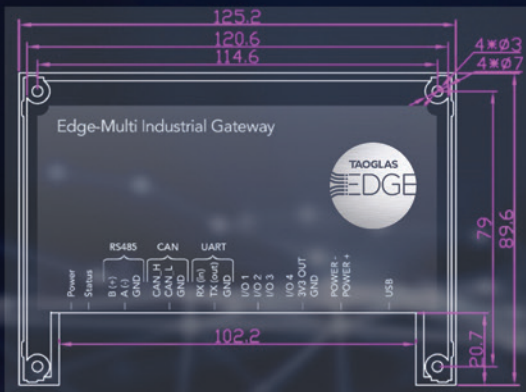 125.2
120.6
114.6
4*ø3
4*ø7
Edge-Multi Industrial Gateway
TAOGLAS
EDGE
RS485
CAN
UART
Power
Status
B (+)
A (-)
GND
CAN_H
CAN_L
GND
RX (in)
TX (out)
GND
I/O 1
I/O 2
I/O 3
I/O 4
3V3 OUT
GND
POWER -
POWER +
USB
79
89.6
20.7
102.2